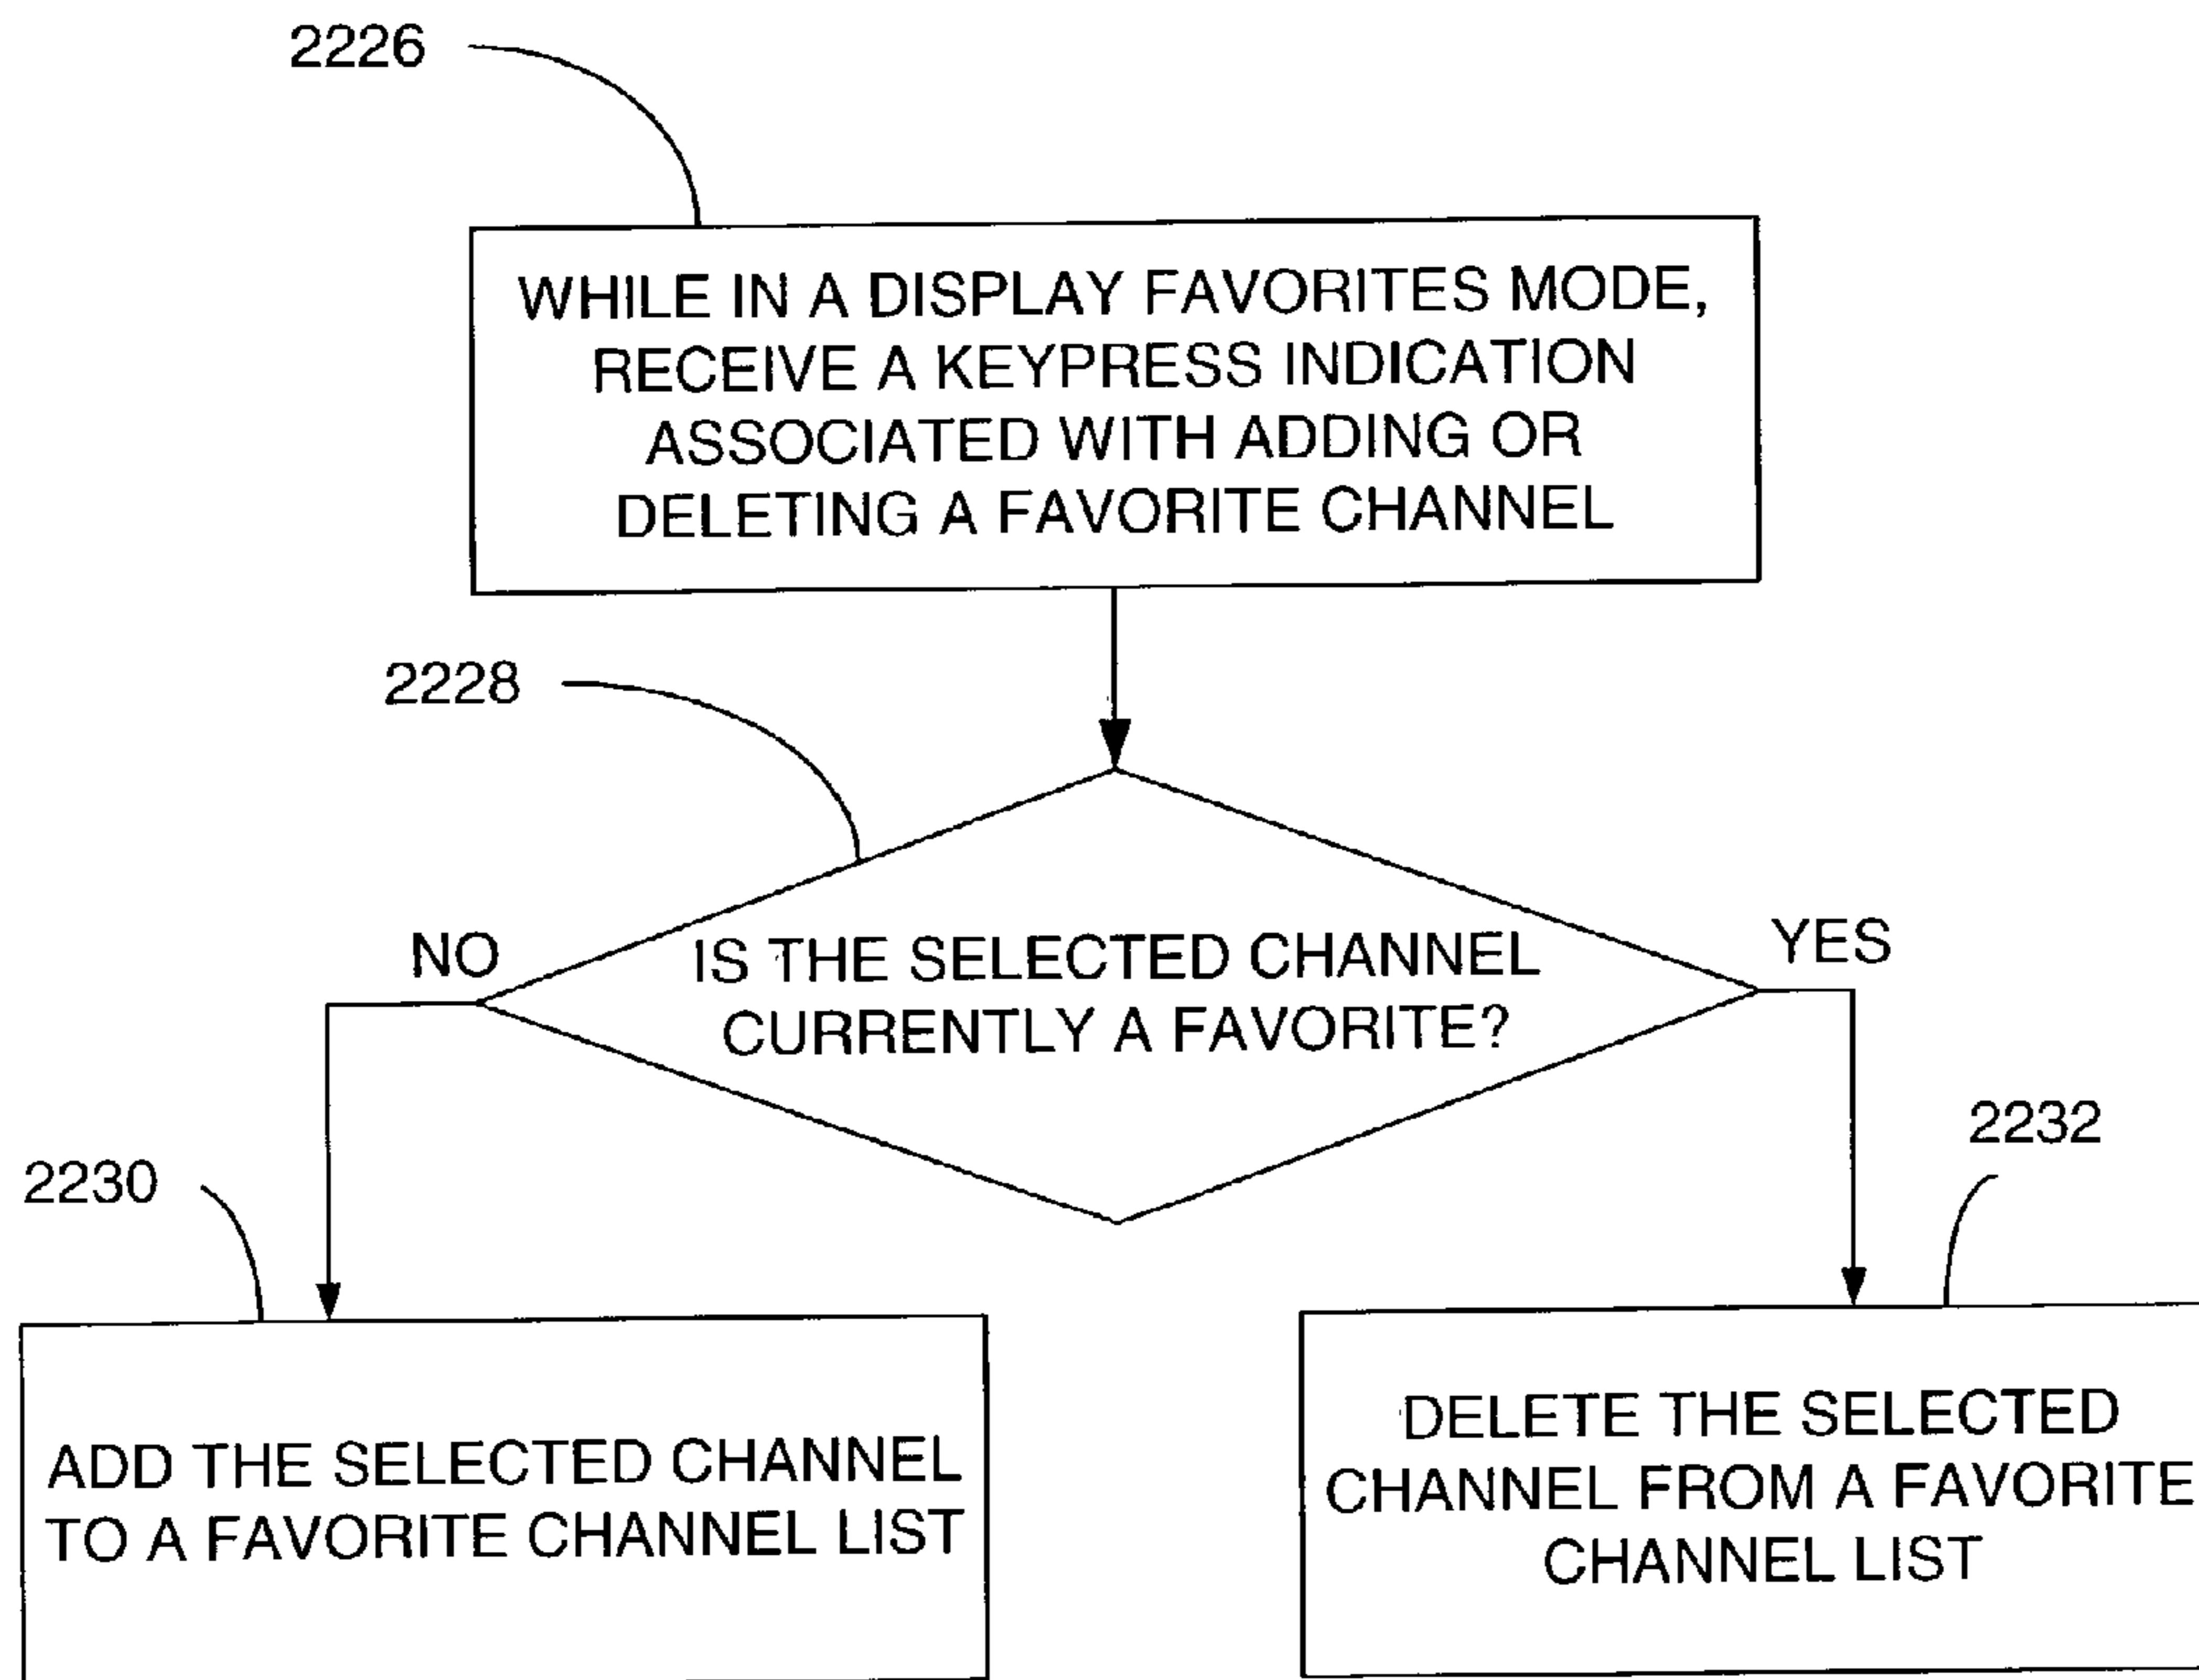 2226
WHILE IN A DISPLAY FAVORITES MODE,
RECEIVE A KEYPRESS INDICATION
ASSOCIATED WITH ADDING OR
DELETING A FAVORITE CHANNEL
2228
NO
IS THE SELECTED CHANNEL
CURRENTLY A FAVORITE?
YES
2230
2232
ADD THE SELECTED CHANNEL
TO A FAVORITE CHANNEL LIST
DELETE THE SELECTED
CHANNEL FROM A FAVORITE
CHANNEL LIST